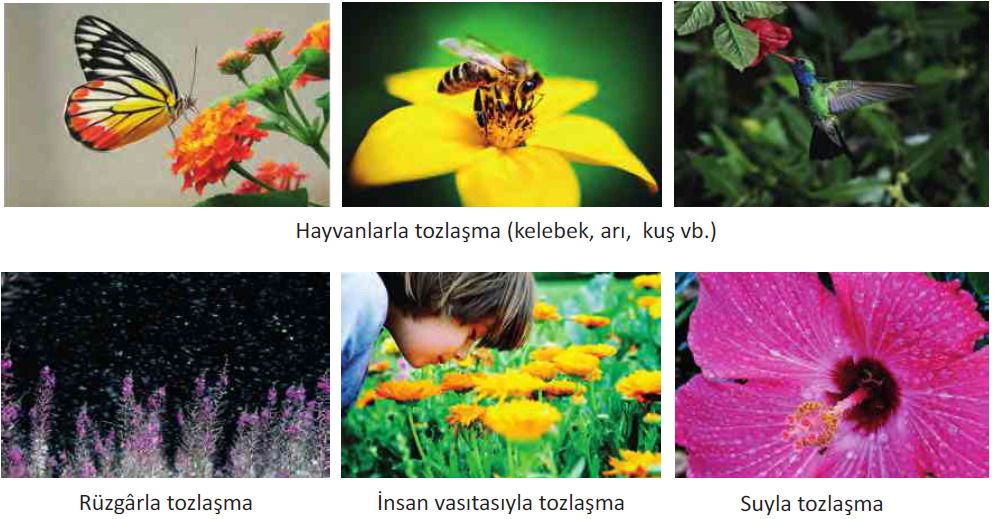 Hayvanlarla tozlaşma (kelebek, arı, kuş vb.)
Rüzgârla tozlaşma
İnsan vasıtasıyla tozlaşma
Suyla tozlaşma